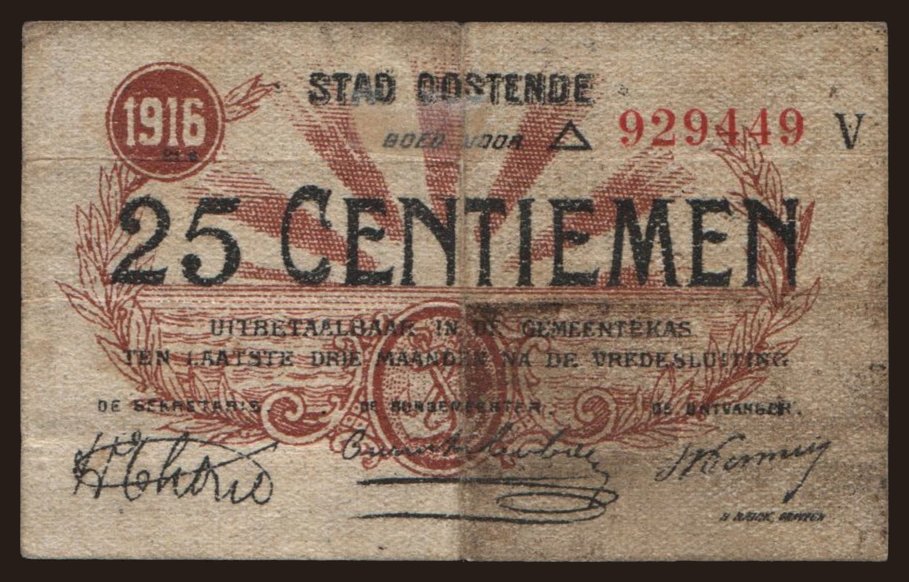 STAD OOSTENDE
1916
GOED VOOR △ 929449 V
25 CENTIEMEN
UITBETAALBAAR IN DE GEMEENTEKAS
TEN LAATSTE DRIE MAANDEN NA DE VREDESLUITING
DE SEKRETARIS DE BURGEMEESTER. DE ONTVANGER.